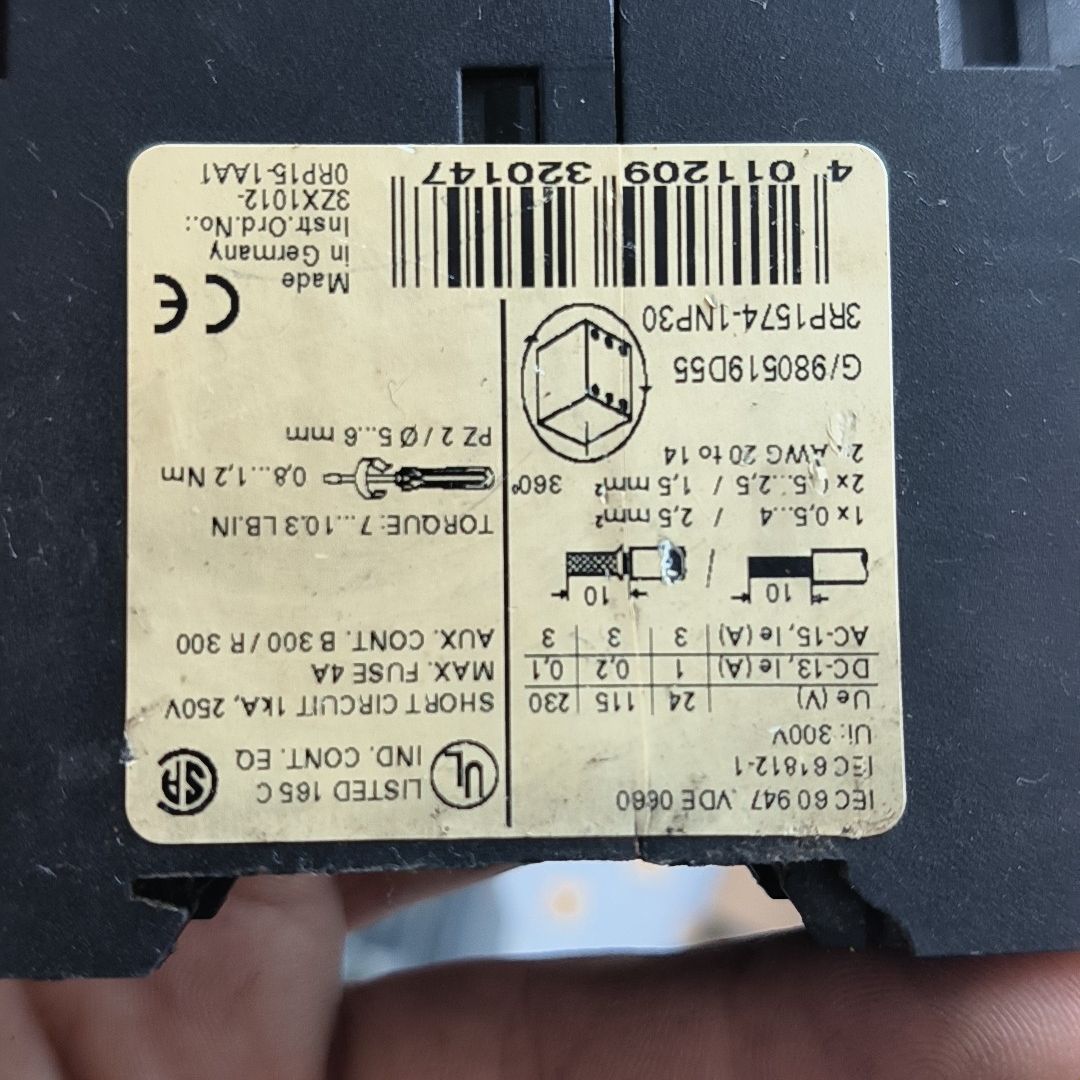 IEC 60 947 VDE 0660
IEC 61812-1
Ui: 300V
Ue (V) 24 115 230
DC-13, Ie (A) 1 0,2 0,1
AC-15, Ie (A) 3 3 3
10 10
/
1x 0,5...4 / 2,5 mm²
2x 0,5...2,5 / 1,5 mm²
2x AWG 20 to 14
360°
G/980519D55
3RP1574-1NP30
UL
LISTED 165 C
IND. CONT. EQ
SA
SHORT CIRCUIT 1KA, 250V
MAX. FUSE 4A
AUX. CONT. B 300 / R 300
TORQUE: 7...10.3 LB.IN
0,8...1,2 Nm
PZ 2 / Ø 5...6 mm
CE
Made
in Germany
Instr.Ord.No.:
3ZX1012-
0RP15-1AA1
4 011209 320147